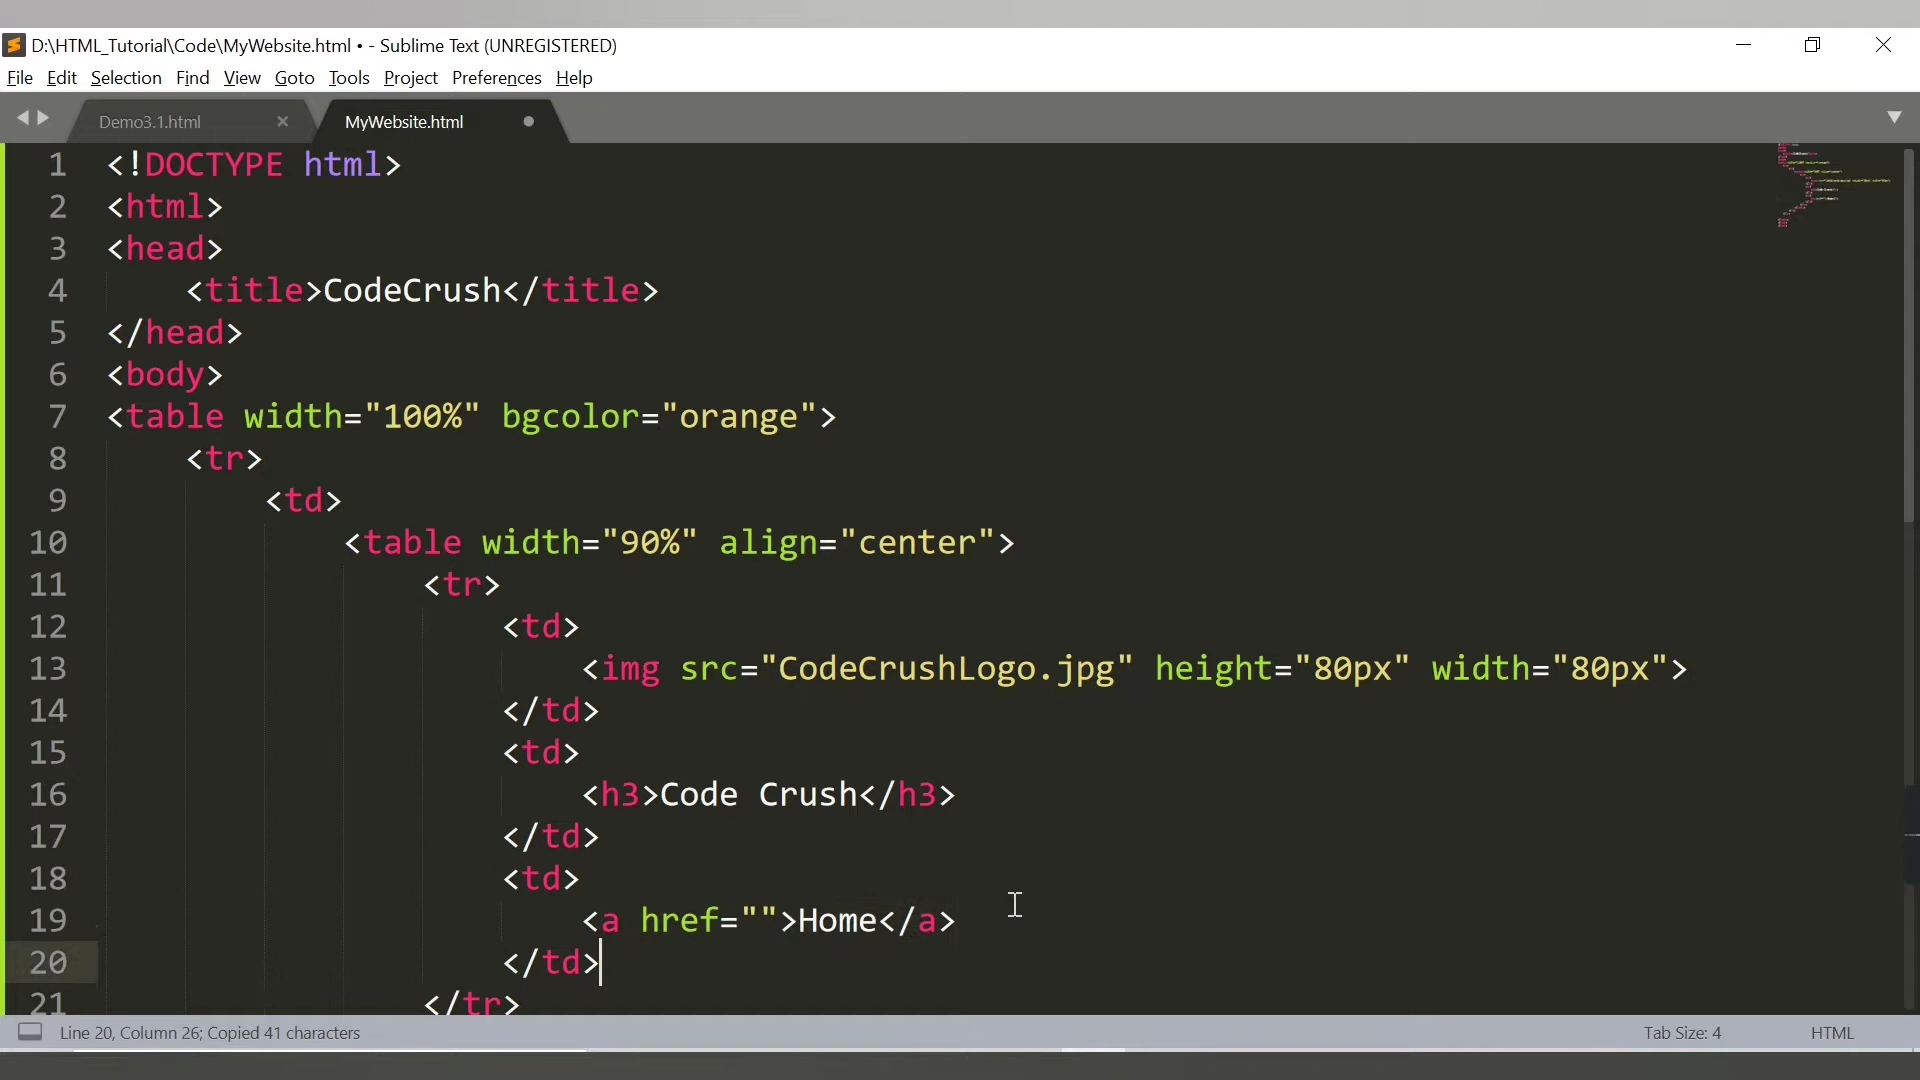 D:\HTML_Tutorial\Code\MyWebsite.html • - Sublime Text (UNREGISTERED)
File Edit Selection Find View Goto Tools Project Preferences Help
Demo3.1.html MyWebsite.html
1 <!DOCTYPE html>
2 <html>
3 <head>
4 <title>CodeCrush</title>
5 </head>
6 <body>
7 <table width="100%" bgcolor="orange">
8 <tr>
9 <td>
10 <table width="90%" align="center">
11 <tr>
12 <td>
13 <img src="CodeCrushLogo.jpg" height="80px" width="80px">
14 </td>
15 <td>
16 <h3>Code Crush</h3>
17 </td>
18 <td>
19 <a href="">Home</a>
20 </td>
21 </tr>
Line 20, Column 26; Copied 41 characters Tab Size: 4 HTML